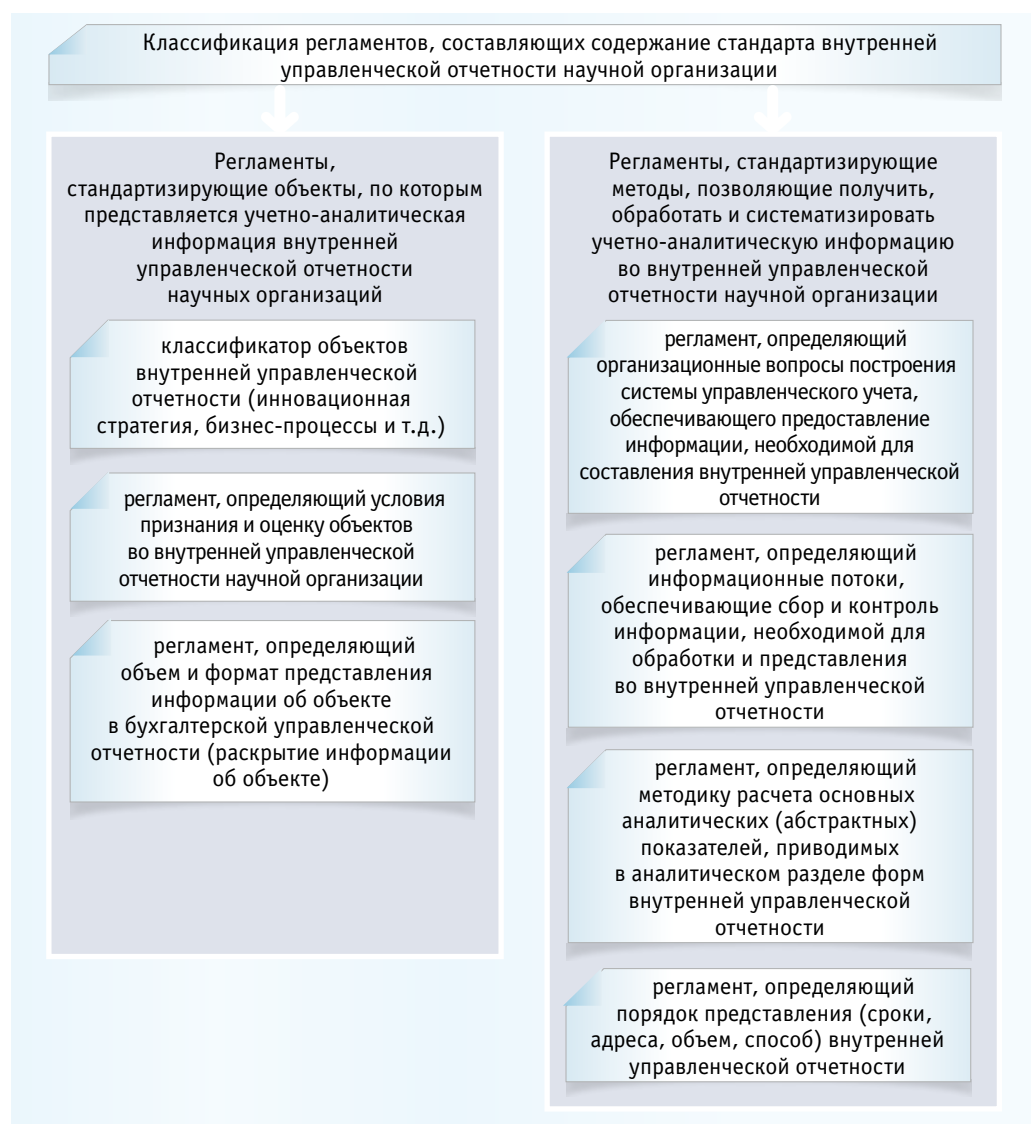 Классификация регламентов, составляющих содержание стандарта внутренней
управленческой отчетности научной организации
Регламенты,
стандартизирующие объекты, по которым
представляется учетно-аналитическая
информация внутренней
управленческой отчетности
научных организаций
классификатор объектов
внутренней управленческой
отчетности (инновационная
стратегия, бизнес-процессы и т.д.)
регламент, определяющий условия
признания и оценку объектов
во внутренней управленческой
отчетности научной организации
регламент, определяющий
объем и формат представления
информации об объекте
в бухгалтерской управленческой
отчетности (раскрытие информации
об объекте)
Регламенты, стандартизирующие
методы, позволяющие получить,
обработать и систематизировать
учетно-аналитическую информацию
во внутренней управленческой
отчетности научной организации
регламент, определяющий
организационные вопросы построения
системы управленческого учета,
обеспечивающего предоставление
информации, необходимой для
составления внутренней управленческой
отчетности
регламент, определяющий
информационные потоки,
обеспечивающие сбор и контроль
информации, необходимой для
обработки и представления
во внутренней управленческой
отчетности
регламент, определяющий
методику расчета основных
аналитических (абстрактных)
показателей, приводимых
в аналитическом разделе форм
внутренней управленческой
отчетности
регламент, определяющий
порядок представления (сроки,
адреса, объем, способ) внутренней
управленческой отчетности